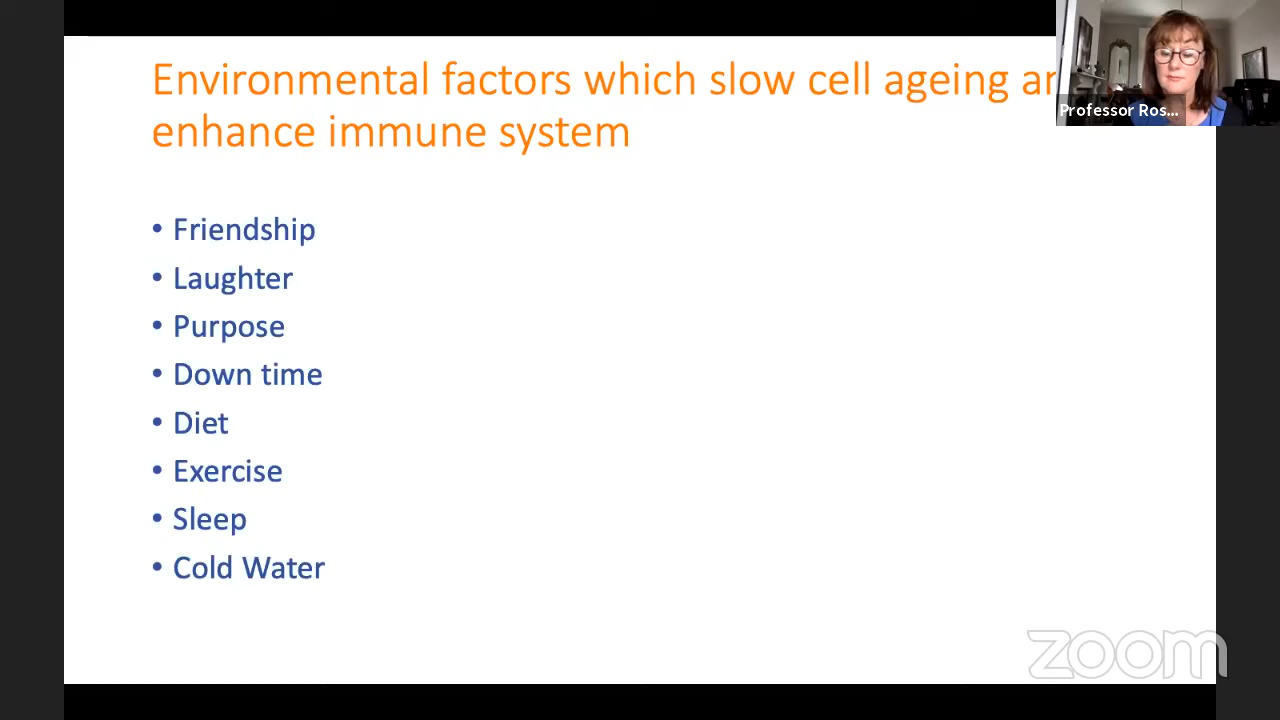 Environmental factors which slow cell ageing
enhance immune system
Professor Ros...
• Friendship
• Laughter
• Purpose
• Down time
• Diet
• Exercise
• Sleep
• Cold Water
zoom